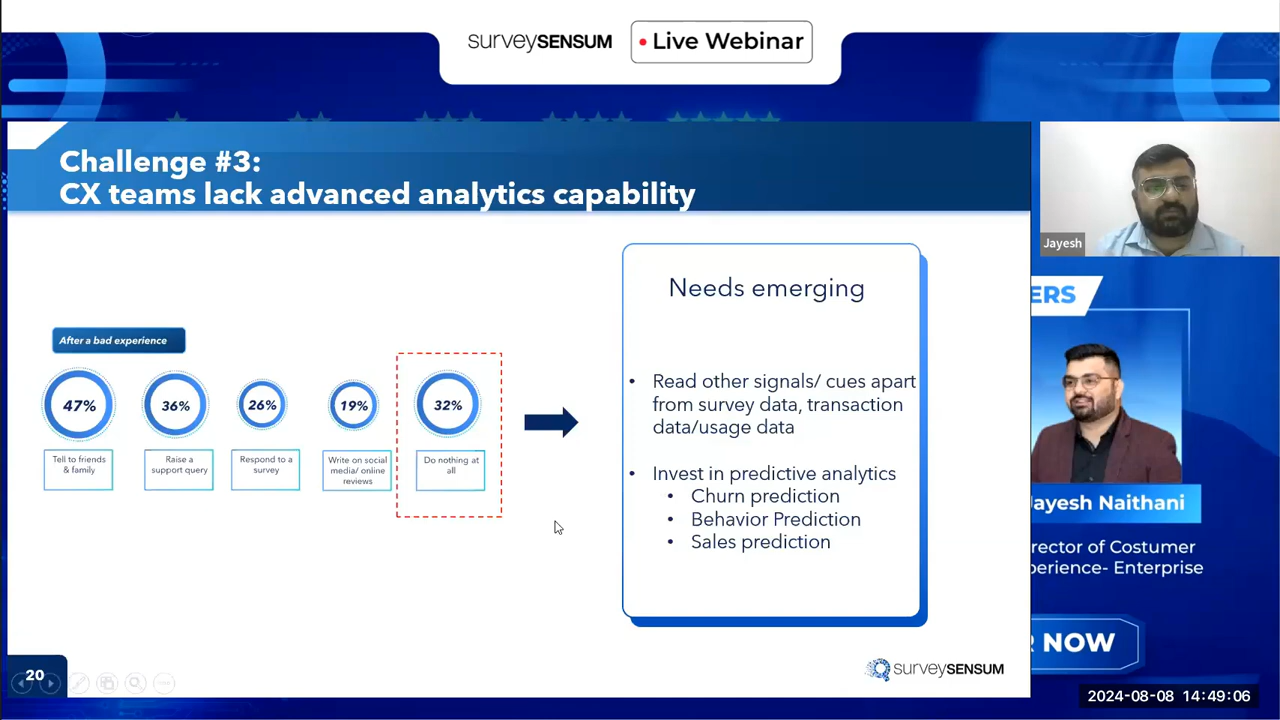 surveySENSUM
Live Webinar
Challenge #3:
CX teams lack advanced analytics capability
Jayesh
After a bad experience
47%
36%
26%
19%
32%
Tell to friends
& family
Raise a
support query
Respond to a
survey
Write on social
media/ online
reviews
Do nothing at
all
Needs emerging
• Read other signals/ cues apart
from survey data, transaction
data/usage data
• Invest in predictive analytics
• Churn prediction
• Behavior Prediction
• Sales prediction
ERS
Jayesh Naithani
rector of Costumer
perience- Enterprise
NOW
20
surveySENSUM
2024-08-08 14:49:06